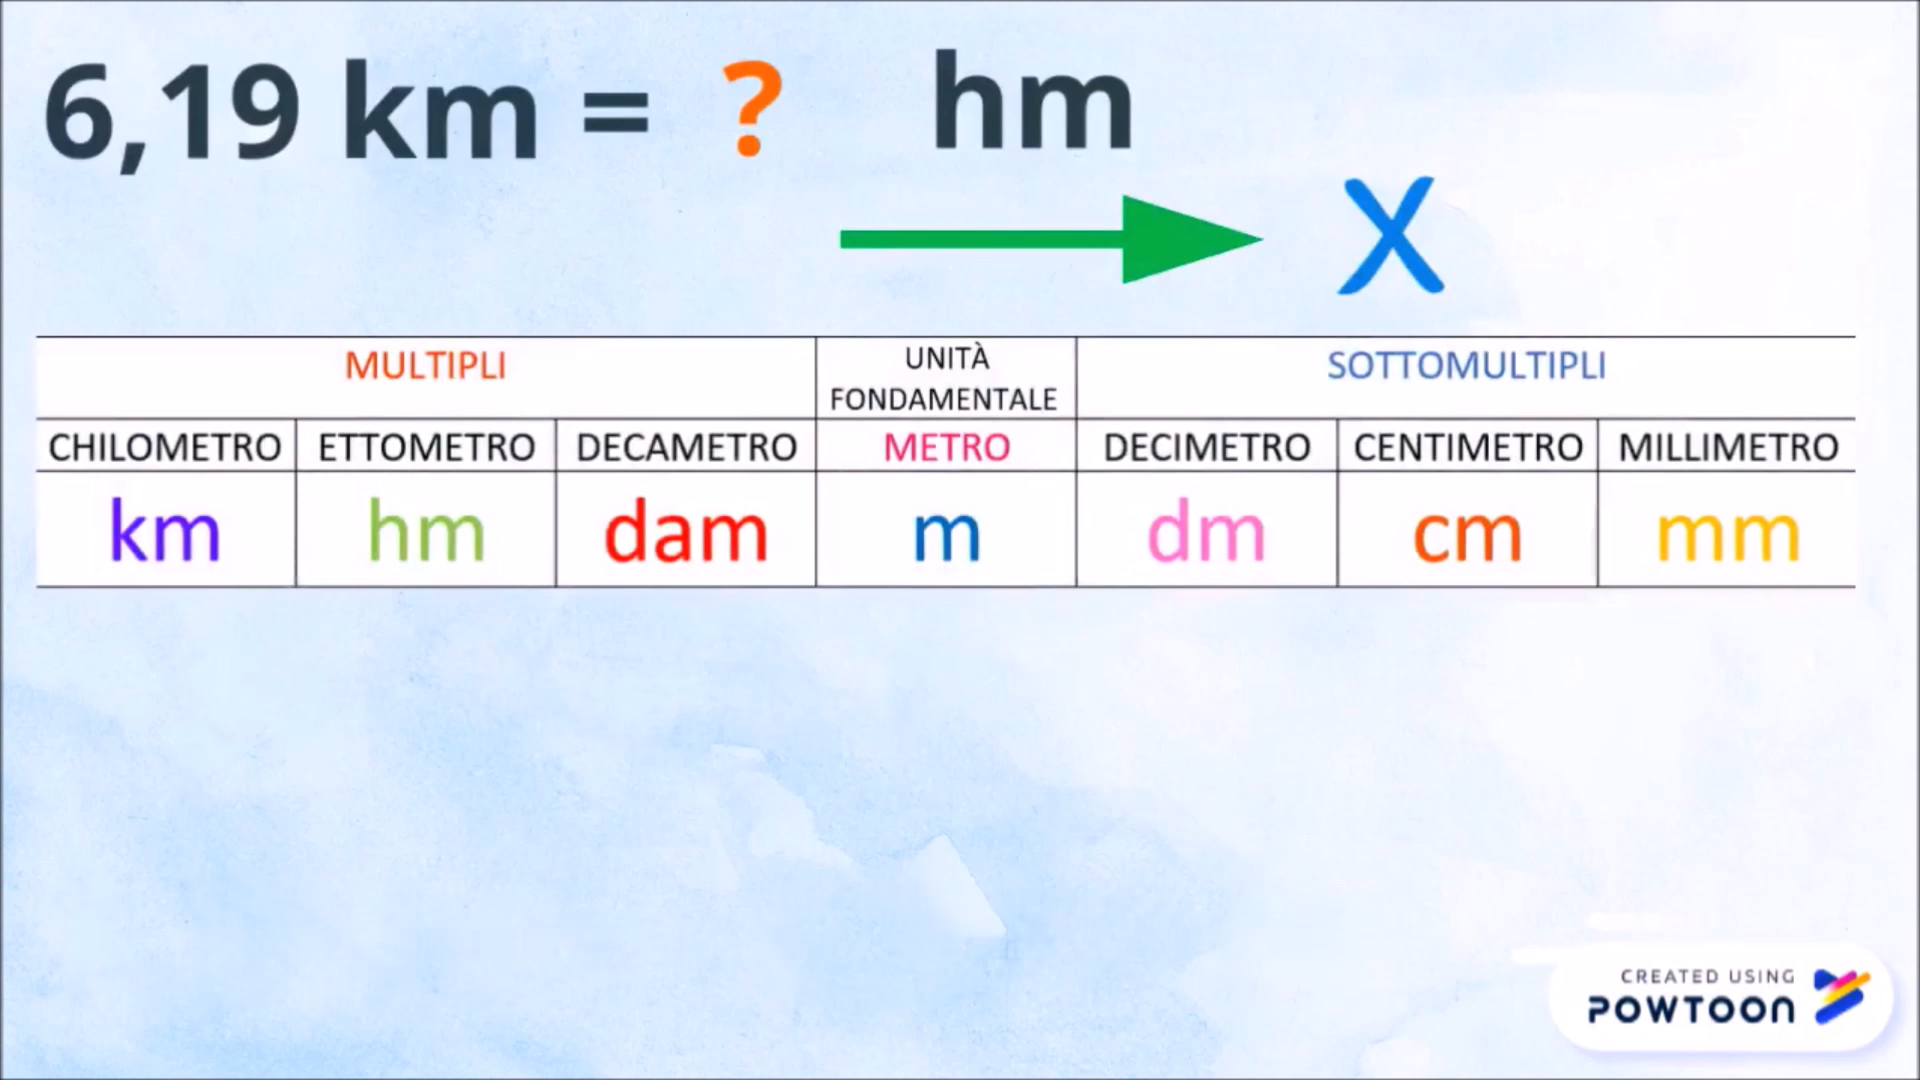 6,19 km = ? hm
X
MULTIPLI
UNITÀ
FONDAMENTALE
SOTTOMULTIPLI
CHILOMETRO ETTOMETRO DECAMETRO METRO DECIMETRO CENTIMETRO MILLIMETRO
km hm dam m dm cm mm
CREATED USING
POWTOON